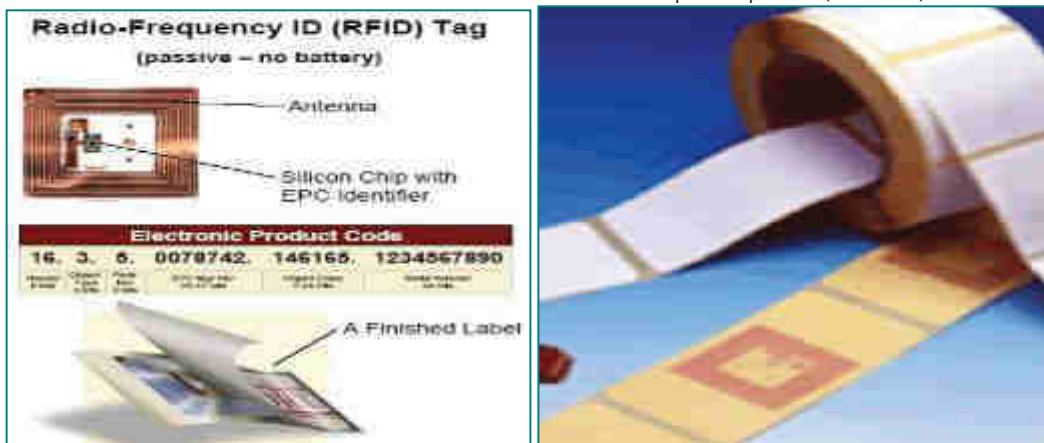 Radio-Frequency ID (RFID) Tag
(passive – no battery)
Antenna
Silicon Chip with
EPC Identifier
Electronic Product Code
16. 3. 5. 0078742. 146165. 1234567890
A Finished Label